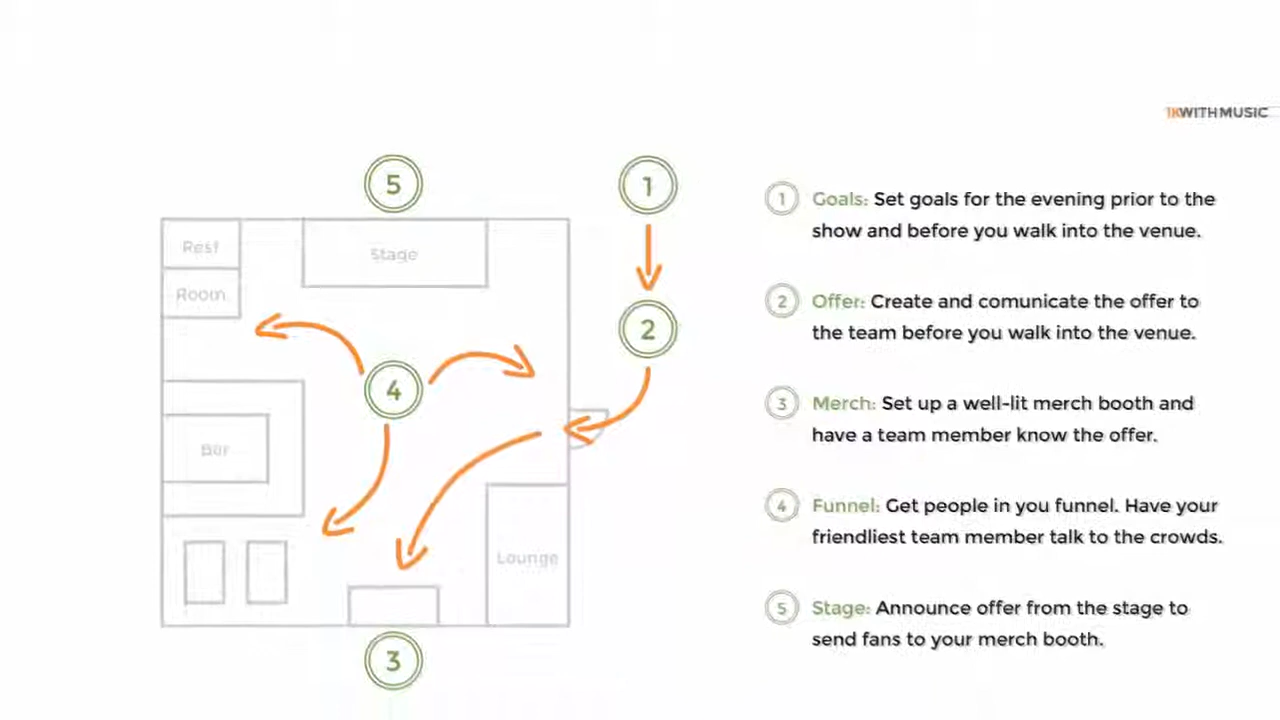 1KWITHMUSIC
5
1
Rest
Stage
Room
2
4
Bar
Lounge
3
1 Goals: Set goals for the evening prior to the
show and before you walk into the venue.
2 Offer: Create and comunicate the offer to
the team before you walk into the venue.
3 Merch: Set up a well-lit merch booth and
have a team member know the offer.
4 Funnel: Get people in you funnel. Have your
friendliest team member talk to the crowds.
5 Stage: Announce offer from the stage to
send fans to your merch booth.